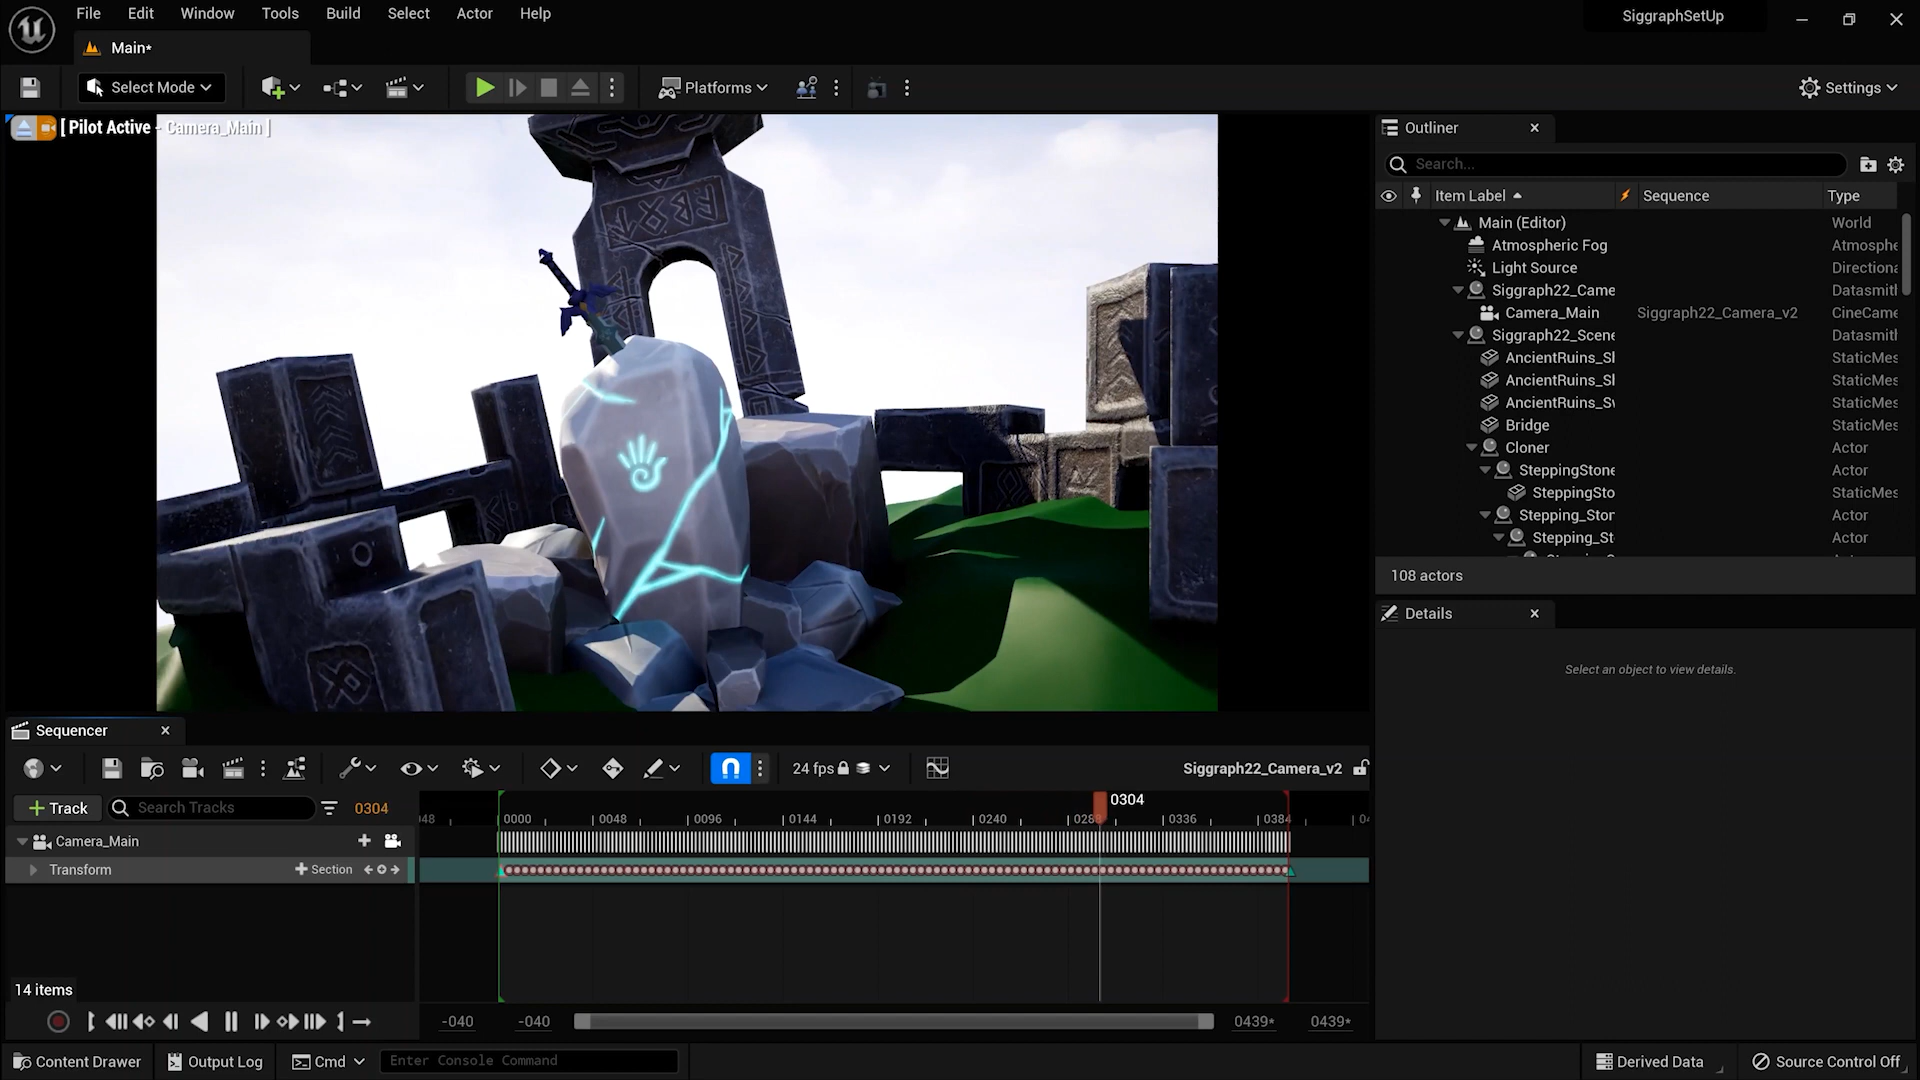 File Edit Window Tools Build Select Actor Help
SiggraphSetUp
Main*
Select Mode
Platforms
Settings
[ Pilot Active - Camera_Main ]
Outliner
Search...
Item Label Sequence Type
Main (Editor) World
Atmospheric Fog Atmosphe
Light Source Directiona
Siggraph22_Came Datasmith
Camera_Main Siggraph22_Camera_v2 CineCame
Siggraph22_Scene Datasmith
AncientRuins_Sl StaticMes
AncientRuins_Sl StaticMes
AncientRuins_Sv StaticMes
Bridge StaticMes
Cloner Actor
SteppingStone Actor
SteppingSto StaticMes
Stepping_Stor Actor
Stepping_St Actor
108 actors
Details
Select an object to view details.
Sequencer
24 fps
Siggraph22_Camera_v2
Track
Search Tracks
0304
0304
0000 0048 0096 0144 0192 0240 0288 0336 0384
Camera_Main
Transform
Section
14 items
-040 -040 0439* 0439*
Content Drawer
Output Log
Cmd
Enter Console Command
Derived Data
Source Control Off